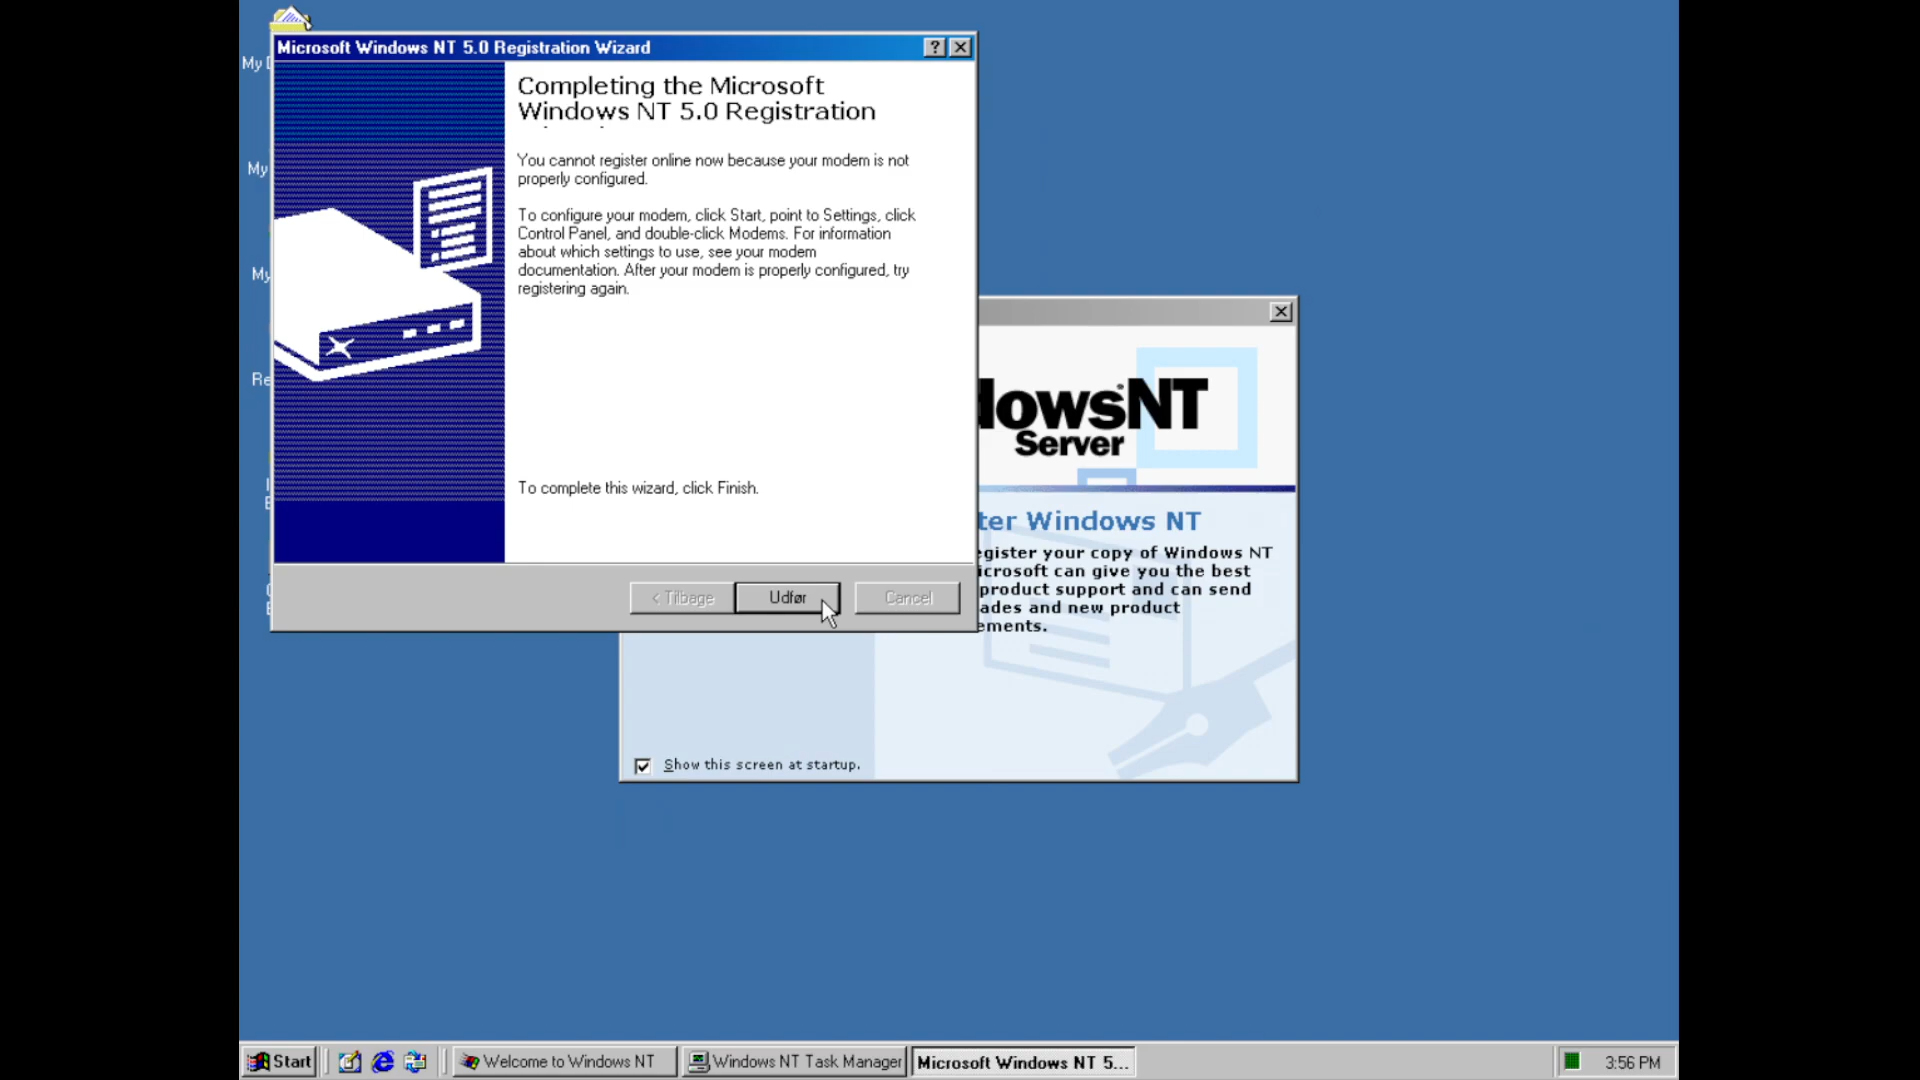 Microsoft Windows NT 5.0 Registration Wizard
Completing the Microsoft
Windows NT 5.0 Registration
You cannot register online now because your modem is not
properly configured.
To configure your modem, click Start, point to Settings, click
Control Panel, and double-click Modems. For information
about which settings to use, see your modem
documentation. After your modem is properly configured, try
registering again.
To complete this wizard, click Finish.
< Tilbage
Udfør
Cancel
My
My
My
Re
dowsNT
Server
ter Windows NT
egister your copy of Windows NT
icrosoft can give you the best
product support and can send
ades and new product
ements.
Show this screen at startup.
Start
Welcome to Windows NT
Windows NT Task Manager
Microsoft Windows NT 5...
3:56 PM